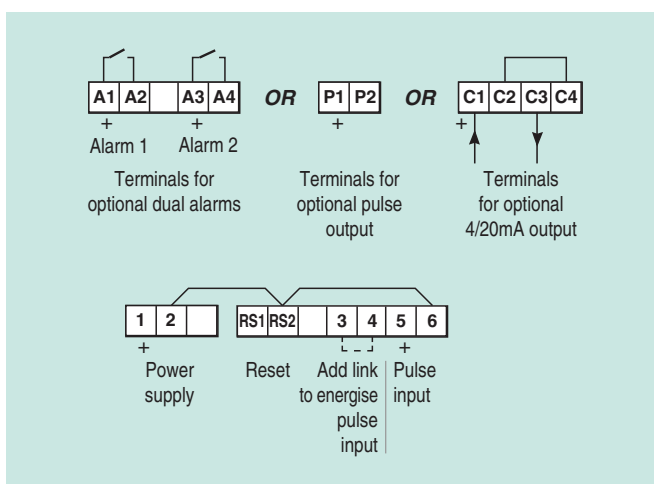 A1 A2 A3 A4 OR P1 P2 OR C1 C2 C3 C4
+ + + +
Alarm 1 Alarm 2
Terminals for
optional dual alarms
Terminals for
optional pulse
output
Terminals
for optional
4/20mA output
1 2 RS1 RS2 3 4 5 6
+ +
Power
supply
Reset
Add link
to energise
pulse
input
Pulse
input